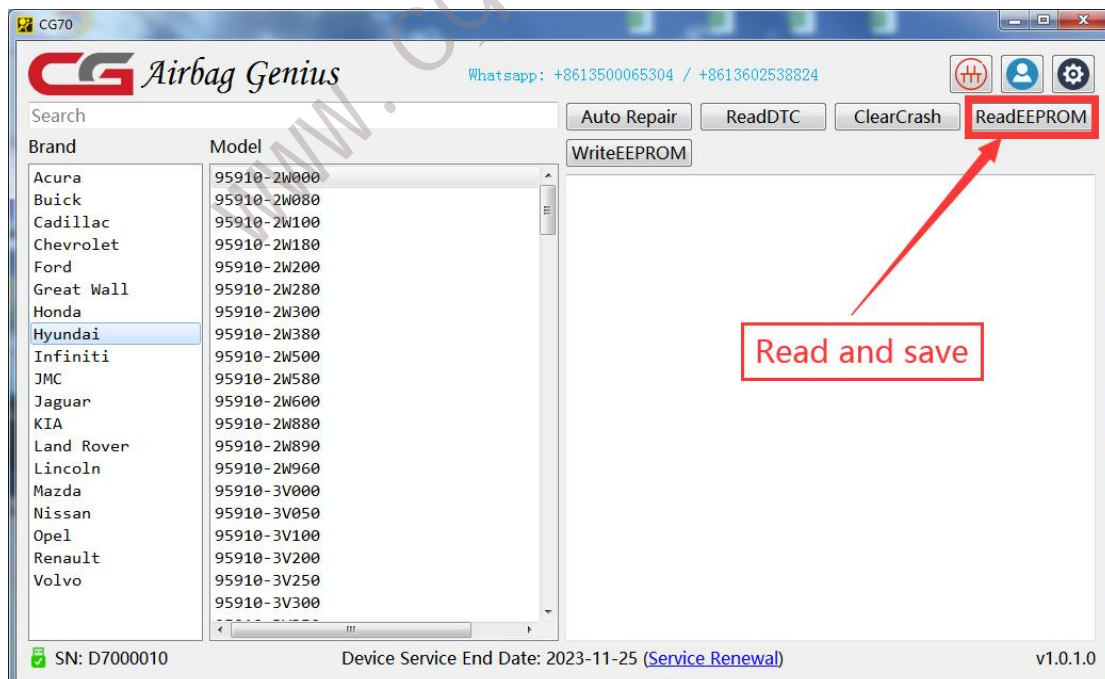 CG70
CG Airbag Genius
Whatsapp: +8613500065304 / +8613602538824
Search
Auto Repair
ReadDTC
ClearCrash
ReadEEPROM
Brand
Model
WriteEEPROM
Acura
Buick
Cadillac
Chevrolet
Ford
Great Wall
Honda
Hyundai
Infiniti
JMC
Jaguar
KIA
Land Rover
Lincoln
Mazda
Nissan
Opel
Renault
Volvo
95910-2W000
95910-2W080
95910-2W100
95910-2W180
95910-2W200
95910-2W280
95910-2W300
95910-2W380
95910-2W500
95910-2W580
95910-2W600
95910-2W880
95910-2W890
95910-2W960
95910-3V000
95910-3V050
95910-3V100
95910-3V200
95910-3V250
95910-3V300
Read and save
SN: D7000010
Device Service End Date: 2023-11-25 (Service Renewal)
v1.0.1.0